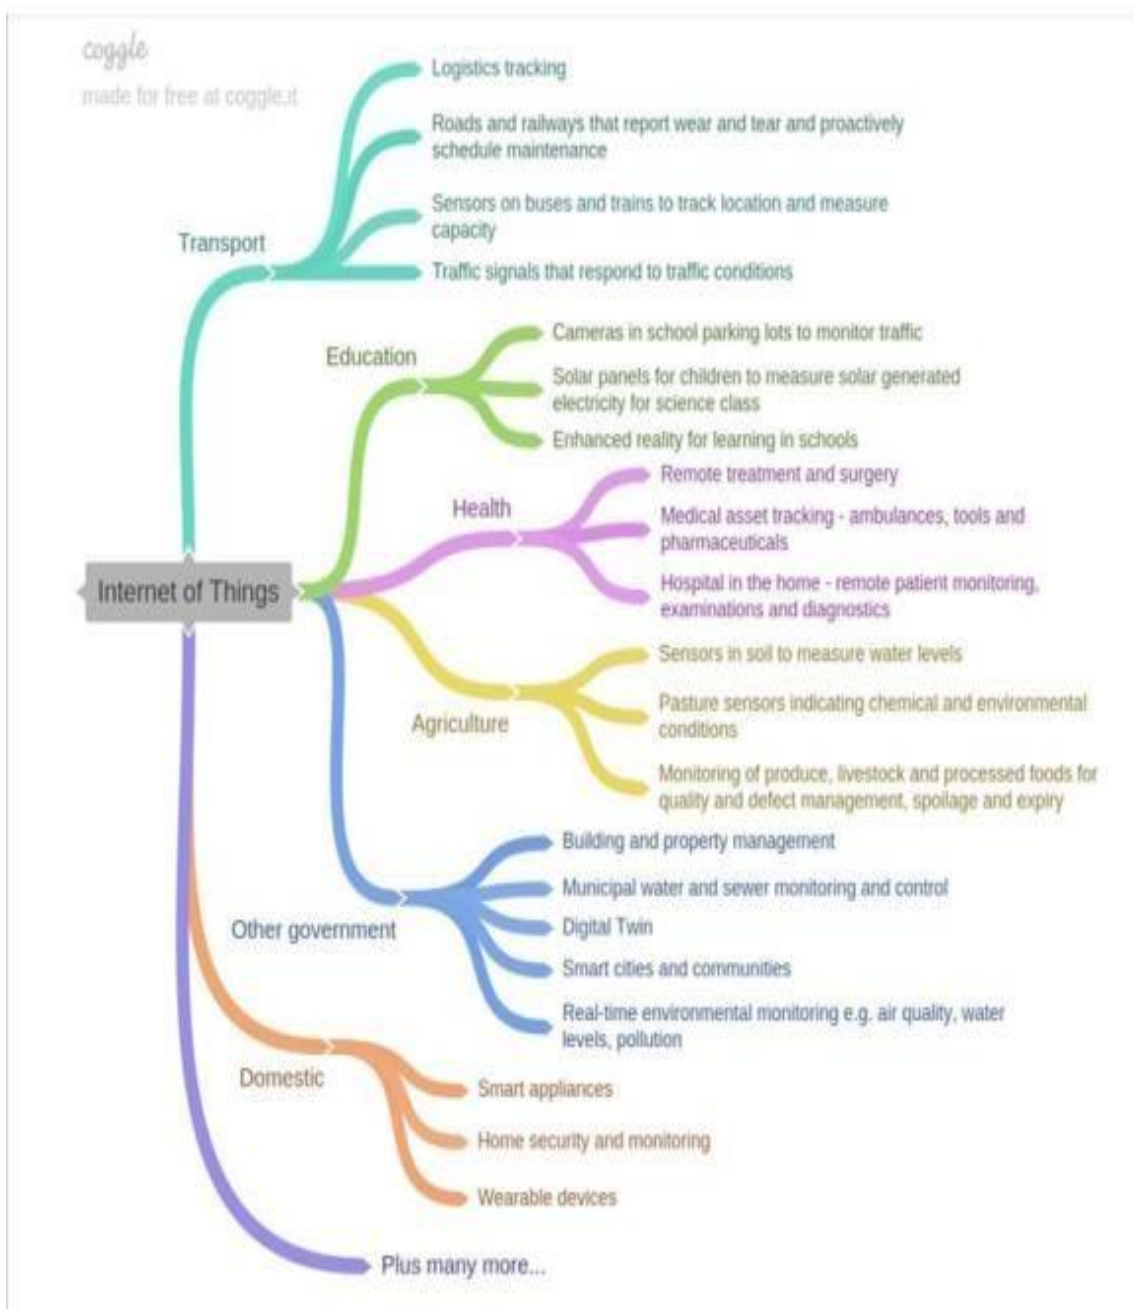 coggle
made for free at coggle.it
Logistics tracking
Roads and railways that report wear and tear and proactively
schedule maintenance
Sensors on buses and trains to track location and measure
capacity
Transport
Traffic signals that respond to traffic conditions
Cameras in school parking lots to monitor traffic
Education
Solar panels for children to measure solar generated
electricity for science class
Enhanced reality for learning in schools
Remote treatment and surgery
Health
Medical asset tracking - ambulances, tools and
pharmaceuticals
Internet of Things
Hospital in the home - remote patient monitoring,
examinations and diagnostics
Sensors in soil to measure water levels
Pasture sensors indicating chemical and environmental
conditions
Agriculture
Monitoring of produce, livestock and processed foods for
quality and defect management, spoilage and expiry
Building and property management
Municipal water and sewer monitoring and control
Other government
Digital Twin
Smart cities and communities
Real-time environmental monitoring e.g. air quality, water
levels, pollution
Domestic
Smart appliances
Home security and monitoring
Wearable devices
Plus many more...